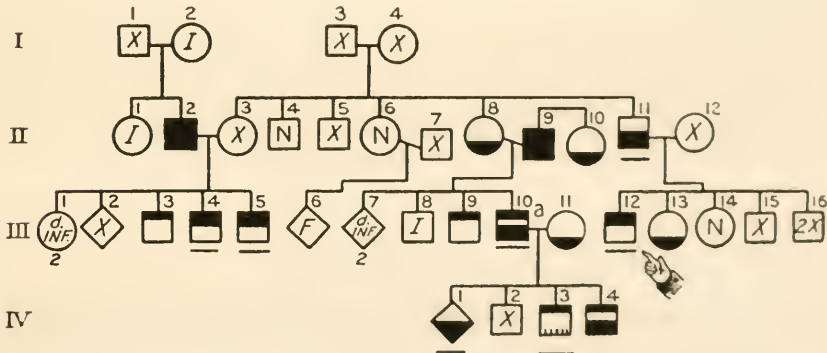 1 2 3 4
I X I X X
1 2 3 4 5 6 7 8 9 10 11 12
II I X N X N X X
1 2 3 4 5 6 7 8 9 10 a 11 12 13 14 15 16
III d. INF. X F d. INF I N X 2X
2 2
1 2 3 4
IV X